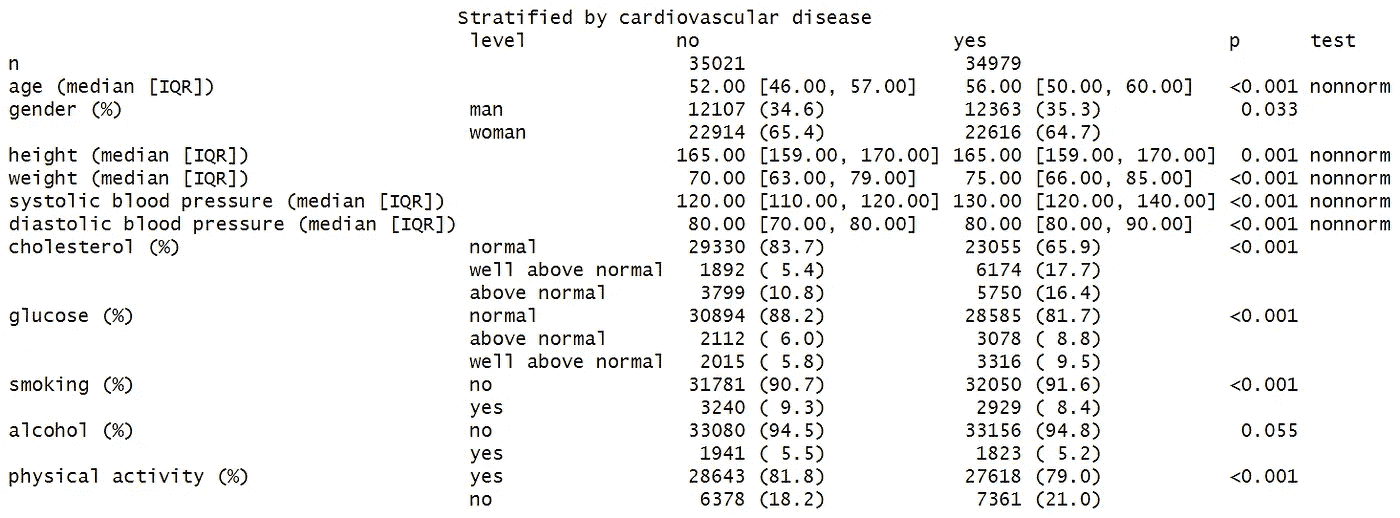 Stratified by cardiovascular disease
level no yes p test
n 35021 34979
age (median [IQR]) 52.00 [46.00, 57.00] 56.00 [50.00, 60.00] <0.001 nonnorm
gender (%) man 12107 (34.6) 12363 (35.3) 0.033
woman 22914 (65.4) 22616 (64.7)
height (median [IQR]) 165.00 [159.00, 170.00] 165.00 [159.00, 170.00] 0.001 nonnorm
weight (median [IQR]) 70.00 [63.00, 79.00] 75.00 [66.00, 85.00] <0.001 nonnorm
systolic blood pressure (median [IQR]) 120.00 [110.00, 120.00] 130.00 [120.00, 140.00] <0.001 nonnorm
diastolic blood pressure (median [IQR]) 80.00 [70.00, 80.00] 80.00 [80.00, 90.00] <0.001 nonnorm
cholesterol (%) normal 29330 (83.7) 23055 (65.9) <0.001
well above normal 1892 ( 5.4) 6174 (17.7)
above normal 3799 (10.8) 5750 (16.4)
glucose (%) normal 30894 (88.2) 28585 (81.7) <0.001
above normal 2112 ( 6.0) 3078 ( 8.8)
well above normal 2015 ( 5.8) 3316 ( 9.5)
smoking (%) no 31781 (90.7) 32050 (91.6) <0.001
yes 3240 ( 9.3) 2929 ( 8.4)
alcohol (%) no 33080 (94.5) 33156 (94.8) 0.055
yes 1941 ( 5.5) 1823 ( 5.2)
physical activity (%) yes 28643 (81.8) 27618 (79.0) <0.001
no 6378 (18.2) 7361 (21.0)